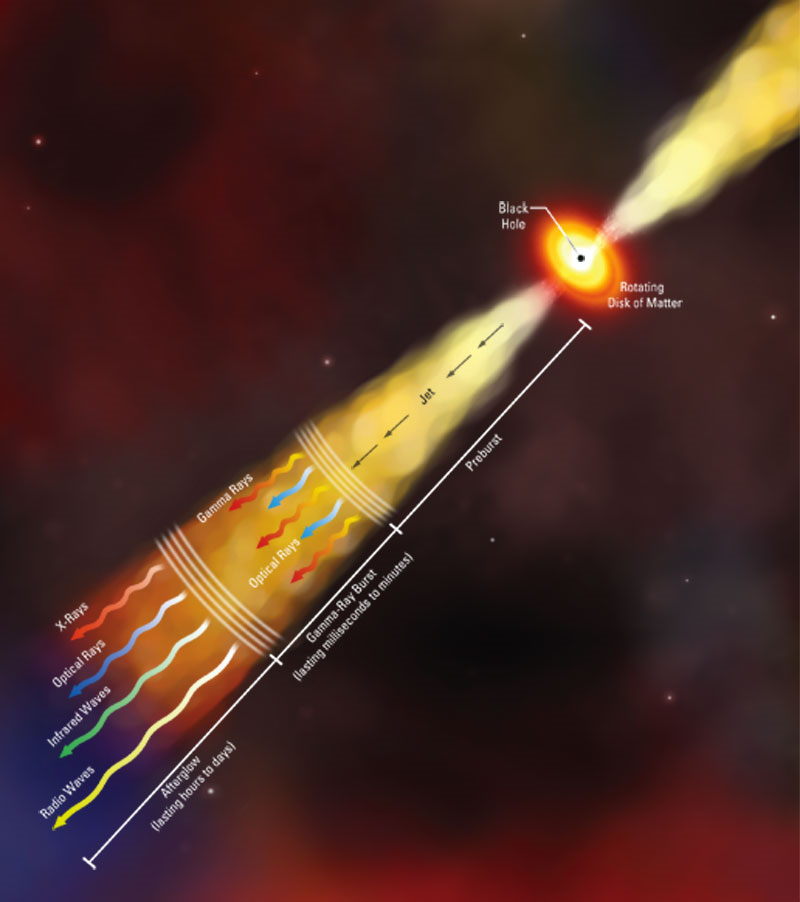 Black
Hole
Rotating
Disk of Matter
Jet
Preburst
Gamma Rays
Optical Rays
Gamma-Ray Burst
(lasting milliseconds to minutes)
X-Rays
Optical Rays
Infrared Waves
Radio Waves
Afterglow
(lasting hours to days)